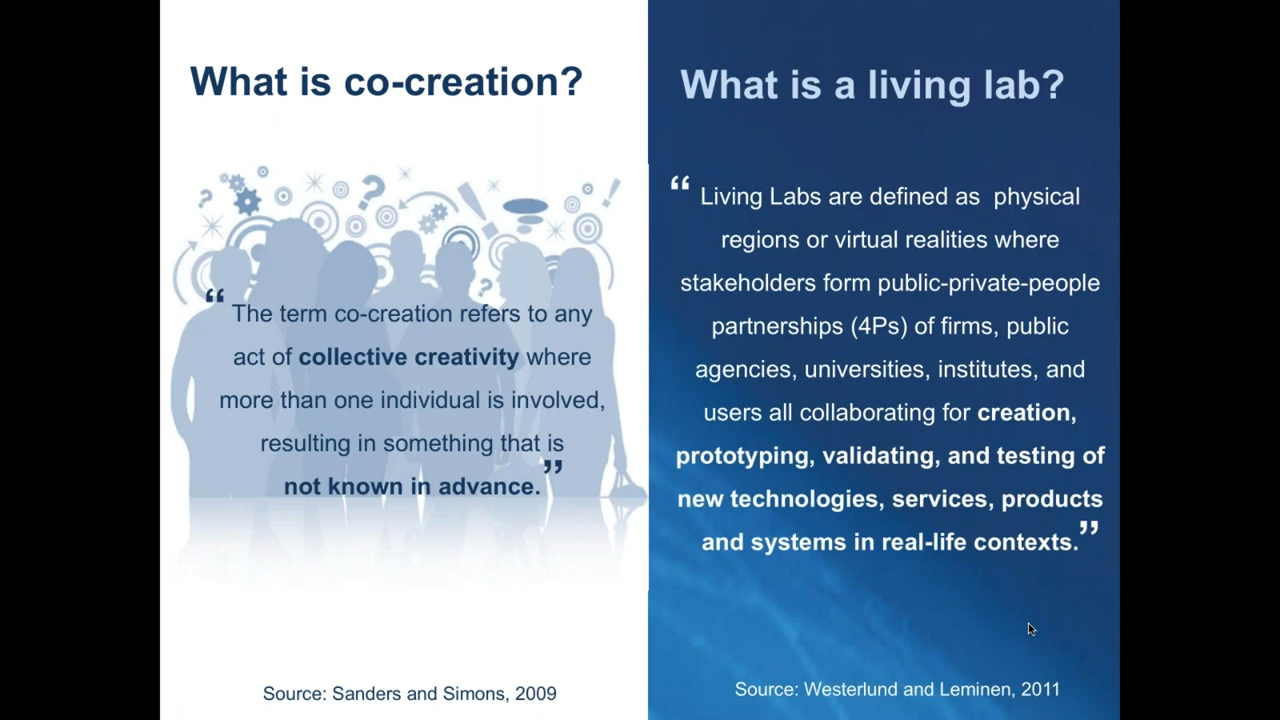 What is co-creation?
“ The term co-creation refers to any
act of collective creativity where
more than one individual is involved,
resulting in something that is
not known in advance.”
Source: Sanders and Simons, 2009
What is a living lab?
“ Living Labs are defined as physical
regions or virtual realities where
stakeholders form public-private-people
partnerships (4Ps) of firms, public
agencies, universities, institutes, and
users all collaborating for creation,
prototyping, validating, and testing of
new technologies, services, products
and systems in real-life contexts.”
Source: Westerlund and Leminen, 2011